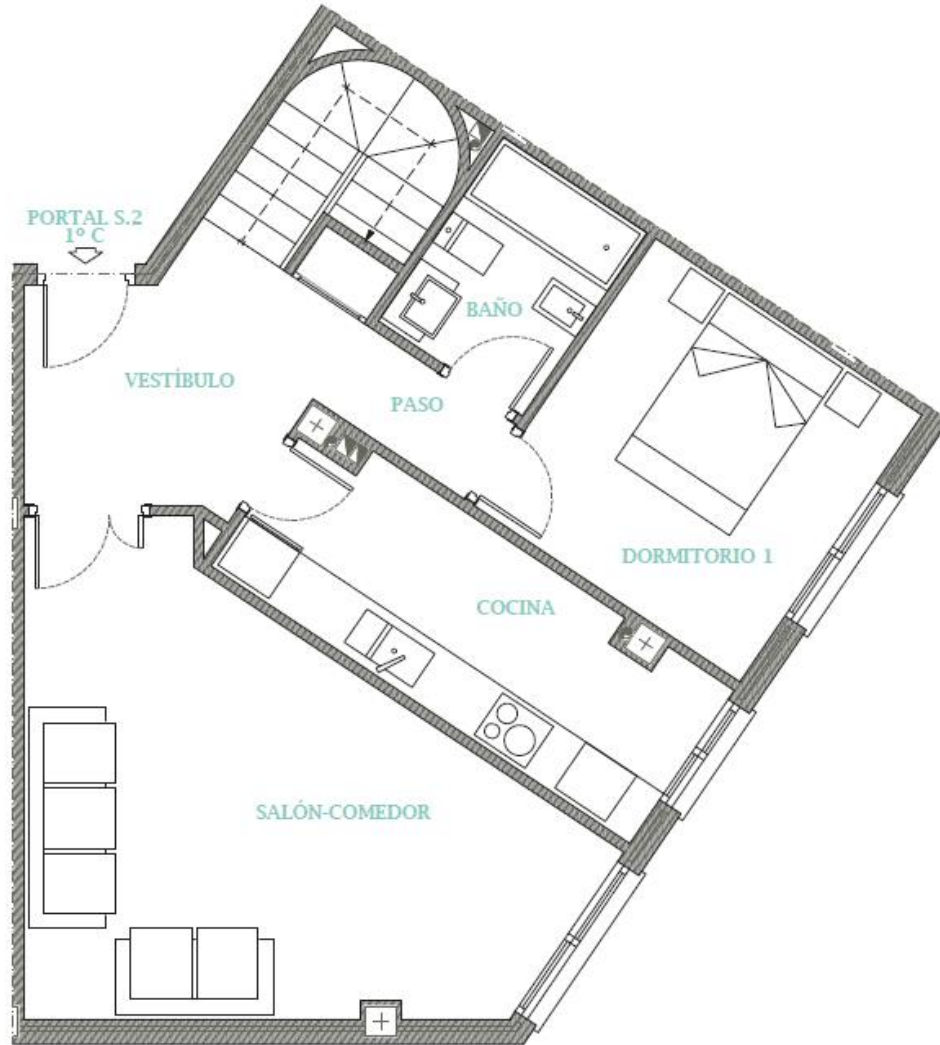 PORTAL S.2
1º C
BAÑO
VESTÍBULO
PASO
DORMITORIO 1
COCINA
SALÓN-COMEDOR